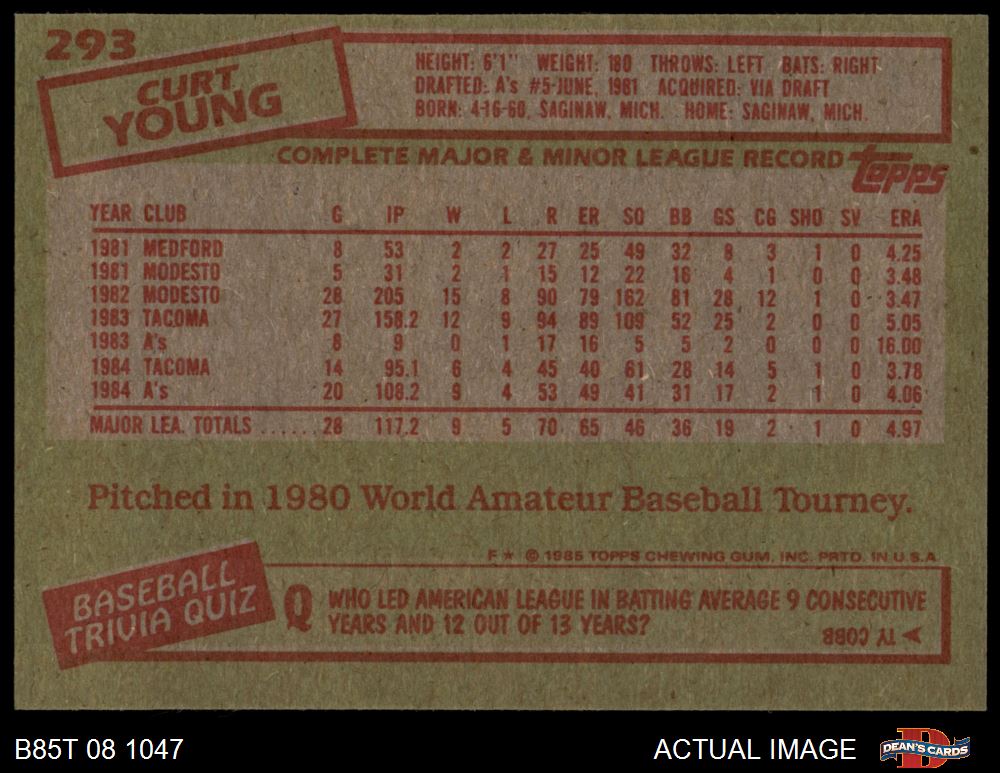 293
CURT
YOUNG
HEIGHT: 6'1" WEIGHT: 180 THROWS: LEFT BATS: RIGHT
DRAFTED: A's #5-JUNE, 1981 ACQUIRED: VIA DRAFT
BORN: 4-16-60, SAGINAW, MICH. HOME: SAGINAW, MICH.
COMPLETE MAJOR & MINOR LEAGUE RECORD topps
YEAR CLUB G IP W L R ER SO BB GS CG SHO SV ERA
1981 MEDFORD 8 53 2 2 27 25 49 32 8 3 1 0 4.25
1981 MODESTO 5 31 2 1 15 12 22 16 4 1 0 0 3.48
1982 MODESTO 28 205 15 8 90 79 162 81 28 12 1 0 3.47
1983 TACOMA 27 158.2 12 9 94 89 109 52 25 2 0 0 5.05
1983 A's 8 9 0 1 17 16 5 5 2 0 0 0 16.00
1984 TACOMA 14 95.1 6 4 45 40 61 28 14 5 1 0 3.78
1984 A's 20 108.2 9 4 53 49 41 31 17 2 1 0 4.06
MAJOR LEA. TOTALS ......28 117.2 9 5 70 65 46 36 19 2 1 0 4.97
Pitched in 1980 World Amateur Baseball Tourney.
F★ © 1985 TOPPS CHEWING GUM, INC. PRTD. IN U.S.A.
BASEBALL
TRIVIA QUIZ
Q WHO LED AMERICAN LEAGUE IN BATTING AVERAGE 9 CONSECUTIVE
YEARS AND 12 OUT OF 13 YEARS?
TY COBB
B85T 08 1047
ACTUAL IMAGE
D DEAN'S CARDS